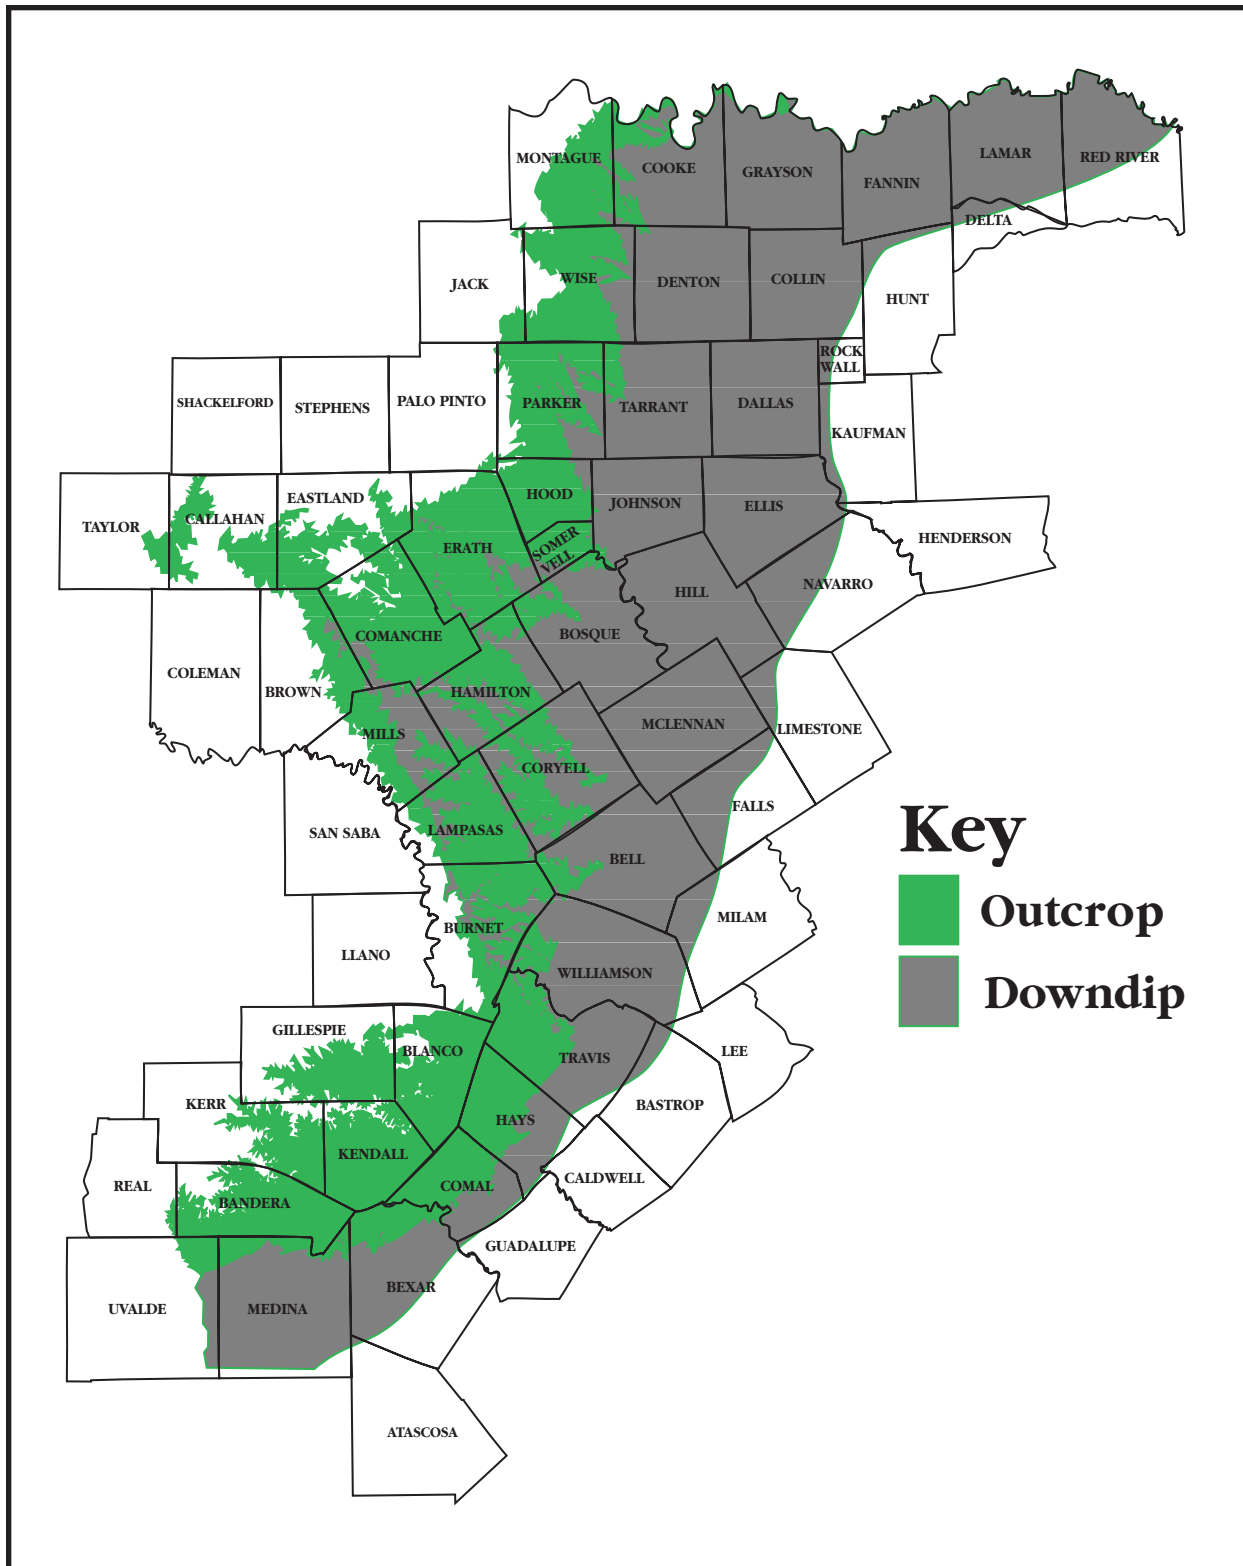 MONTAGUE
COOKE
GRAYSON
FANNIN
LAMAR
RED RIVER
DELTA
JACK
WISE
DENTON
COLLIN
HUNT
ROCK
WALL
SHACKELFORD
STEPHENS
PALO PINTO
PARKER
TARRANT
DALLAS
KAUFMAN
TAYLOR
CALLAHAN
EASTLAND
HOOD
JOHNSON
ELLIS
HENDERSON
ERATH
SOMER
VELL
HILL
NAVARRO
COMANCHE
BOSQUE
COLEMAN
BROWN
HAMILTON
MILLS
MCLENNAN
LIMESTONE
CORYELL
SAN SABA
LAMPASAS
FALLS
BELL
Key
Outcrop
Downdip
MILAM
BURNET
LLANO
WILLIAMSON
GILLESPIE
BLANCO
TRAVIS
LEE
KERR
HAYS
BASTROP
KENDALL
REAL
BANDERA
COMAL
CALDWELL
GUADALUPE
UVALDE
MEDINA
BEXAR
ATASCOSA